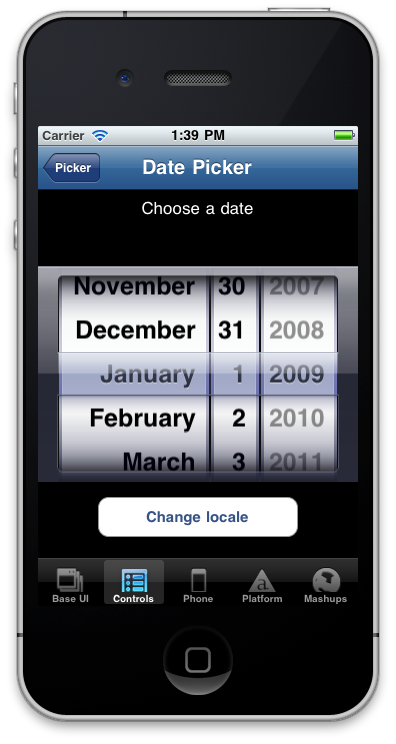 Carrier 1:39 PM
Picker Date Picker
Choose a date
November 30 2007
December 31 2008
January 1 2009
February 2 2010
March 3 2011
Change locale
Base UI Controls Phone Platform Mashups